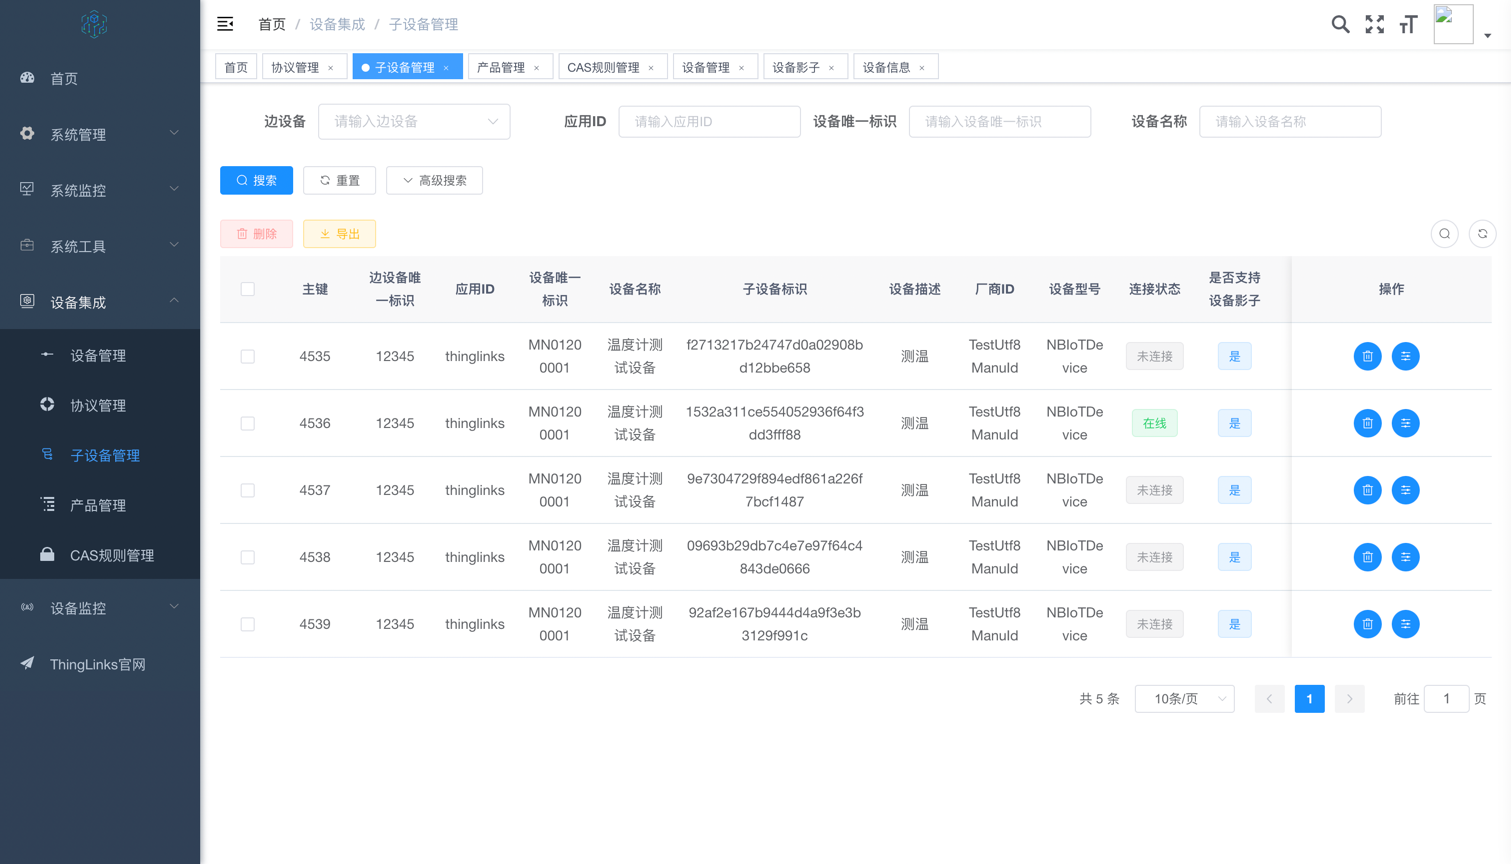 首页 / 设备集成 / 子设备管理
首页
系统管理
系统监控
系统工具
设备集成
设备管理
协议管理
子设备管理
产品管理
CAS规则管理
设备监控
ThingLinks官网
首页 协议管理 × 子设备管理 × 产品管理 × CAS规则管理 × 设备管理 × 设备影子 × 设备信息 ×
边设备 请输入边设备 应用ID 请输入应用ID 设备唯一标识 请输入设备唯一标识 设备名称 请输入设备名称
搜索 重置 高级搜索
删除 导出
主键 边设备唯一标识 应用ID 设备唯一标识 设备名称 子设备标识 设备描述 厂商ID 设备型号 连接状态 是否支持设备影子 操作
4535 12345 thinglinks MN01200001 温度计测试设备 f2713217b24747d0a02908bd12bbe658 测温 TestUtf8ManuId NBIoTDevice 未连接 是
4536 12345 thinglinks MN01200001 温度计测试设备 1532a311ce554052936f64f3dd3fff88 测温 TestUtf8ManuId NBIoTDevice 在线 是
4537 12345 thinglinks MN01200001 温度计测试设备 9e7304729f894edf861a226f7bcf1487 测温 TestUtf8ManuId NBIoTDevice 未连接 是
4538 12345 thinglinks MN01200001 温度计测试设备 09693b29db7c4e7e97f64c4843de0666 测温 TestUtf8ManuId NBIoTDevice 未连接 是
4539 12345 thinglinks MN01200001 温度计测试设备 92af2e167b9444d4a9f3e3b3129f991c 测温 TestUtf8ManuId NBIoTDevice 未连接 是
共 5 条 10条/页 1 前往 1 页